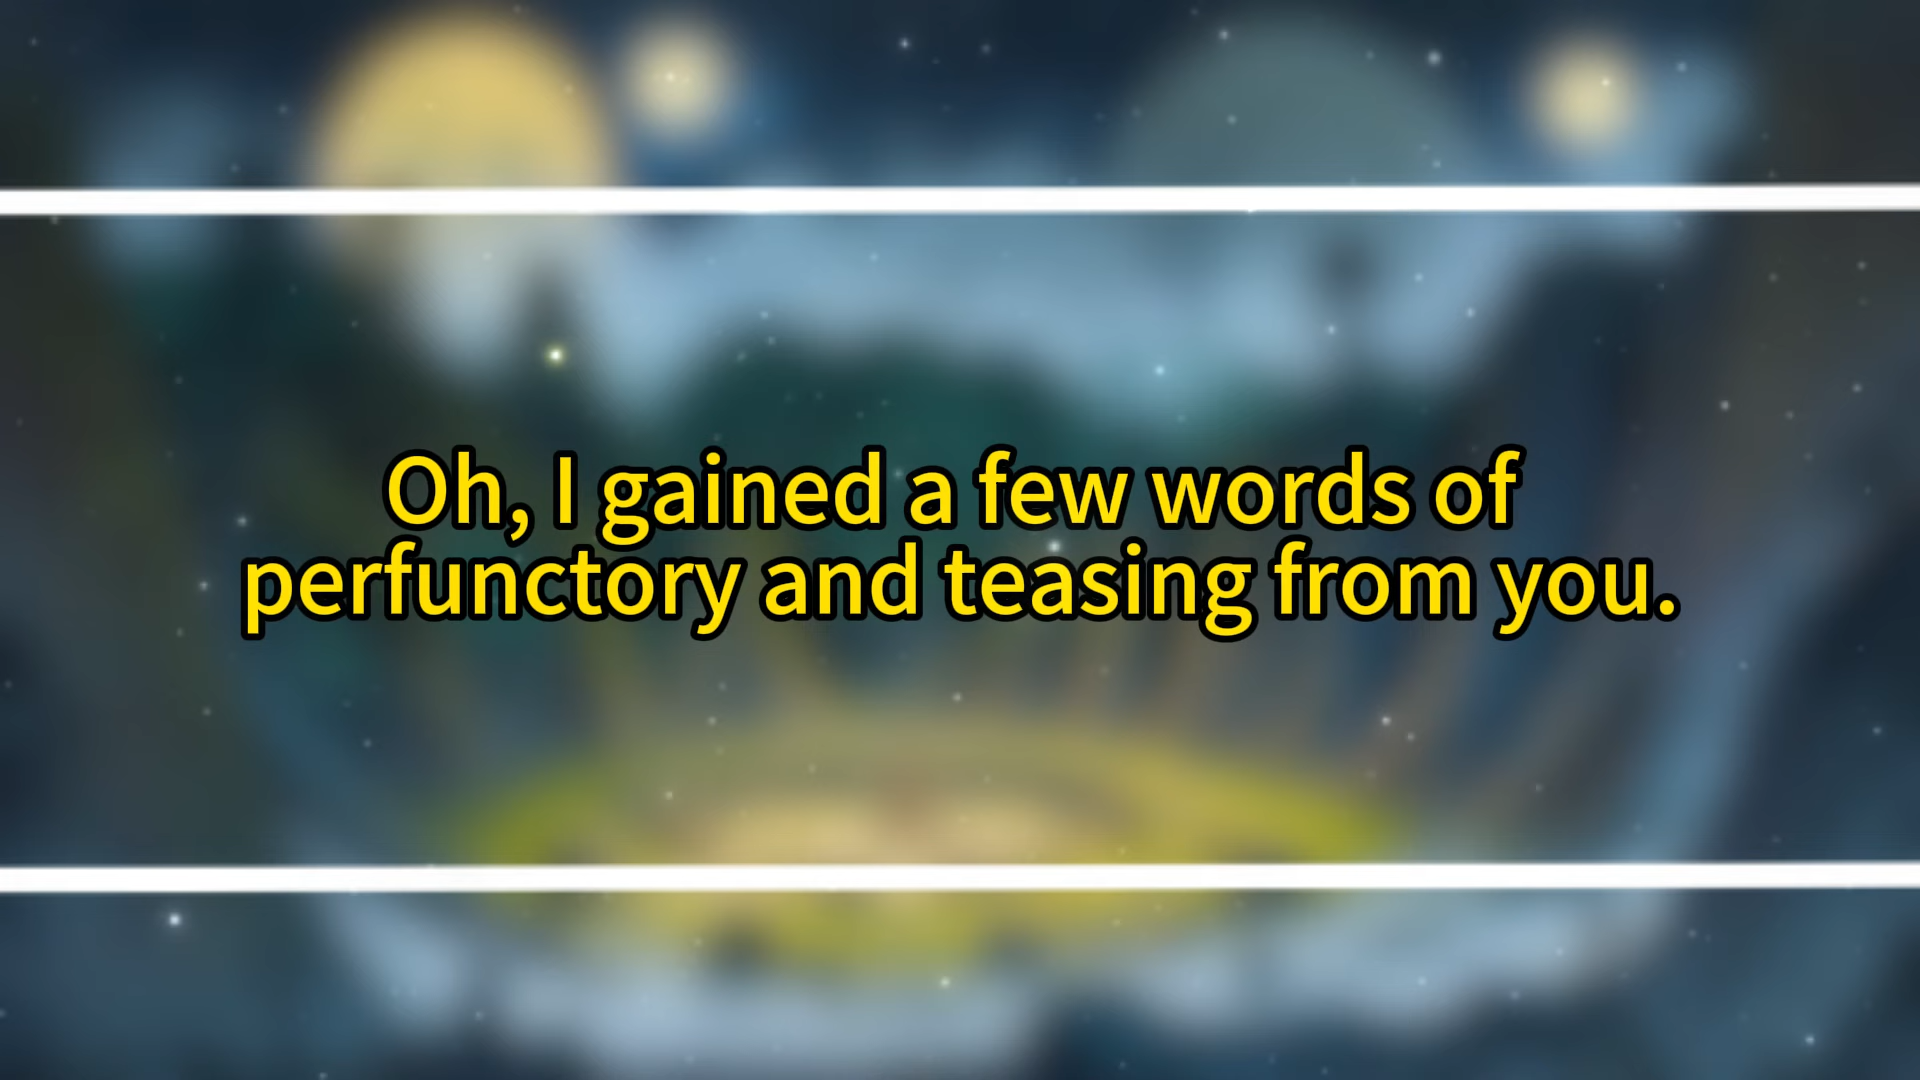 Oh, I gained a few words of
perfunctory and teasing from you.